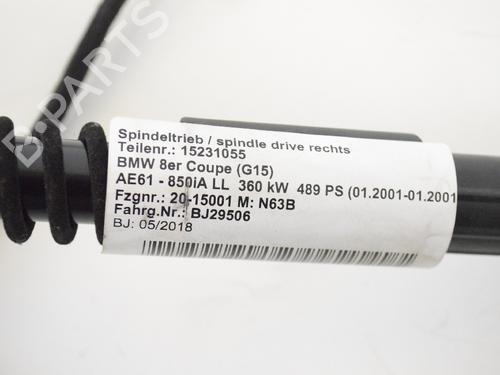 B-PARTS
Spindeltrieb / spindle drive rechts
Teilenr.: 15231055
BMW 8er Coupe (G15)
AE61 - 850iA LL 360 kW 489 PS (01.2001-01.2001
Fzgnr.: 20-15001 M: N63B
Fahrg.Nr.: BJ29506
BJ: 05/2018